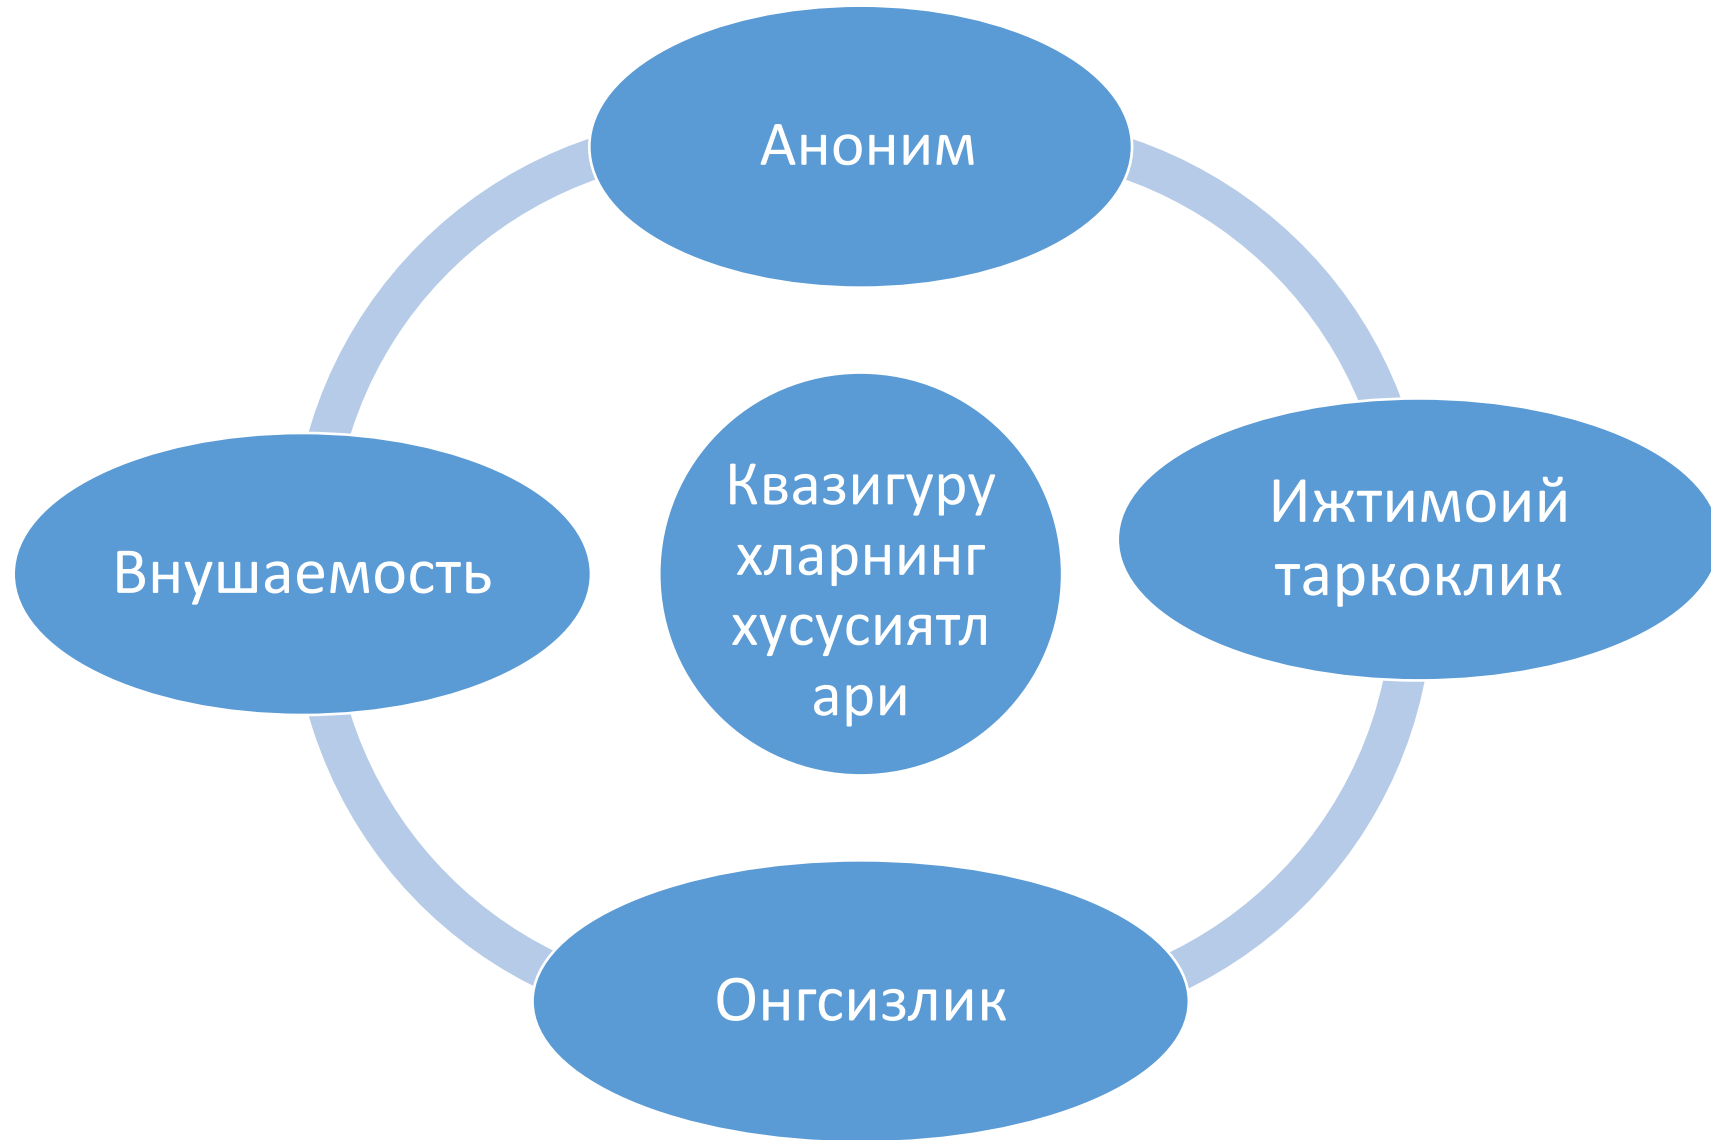 Аноним
Квазигуру
хларнинг
хусусиятл
ари
Ижтимоий
таркоклик
Онгсизлик
Внушаемость